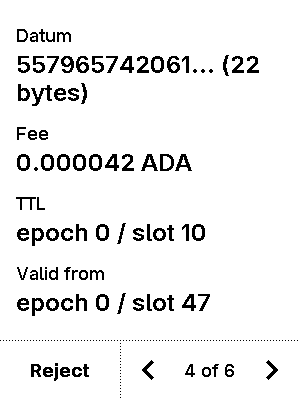 Datum
557965742061... (22
bytes)
Fee
0.000042 ADA
TTL
epoch 0 / slot 10
Valid from
epoch 0 / slot 47
Reject
4 of 6